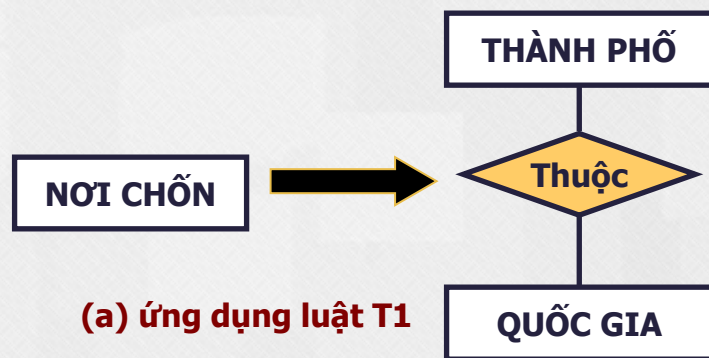 THÀNH PHỐ
Thuộc
NƠI CHỐN
(a) ứng dụng luật T1
QUỐC GIA